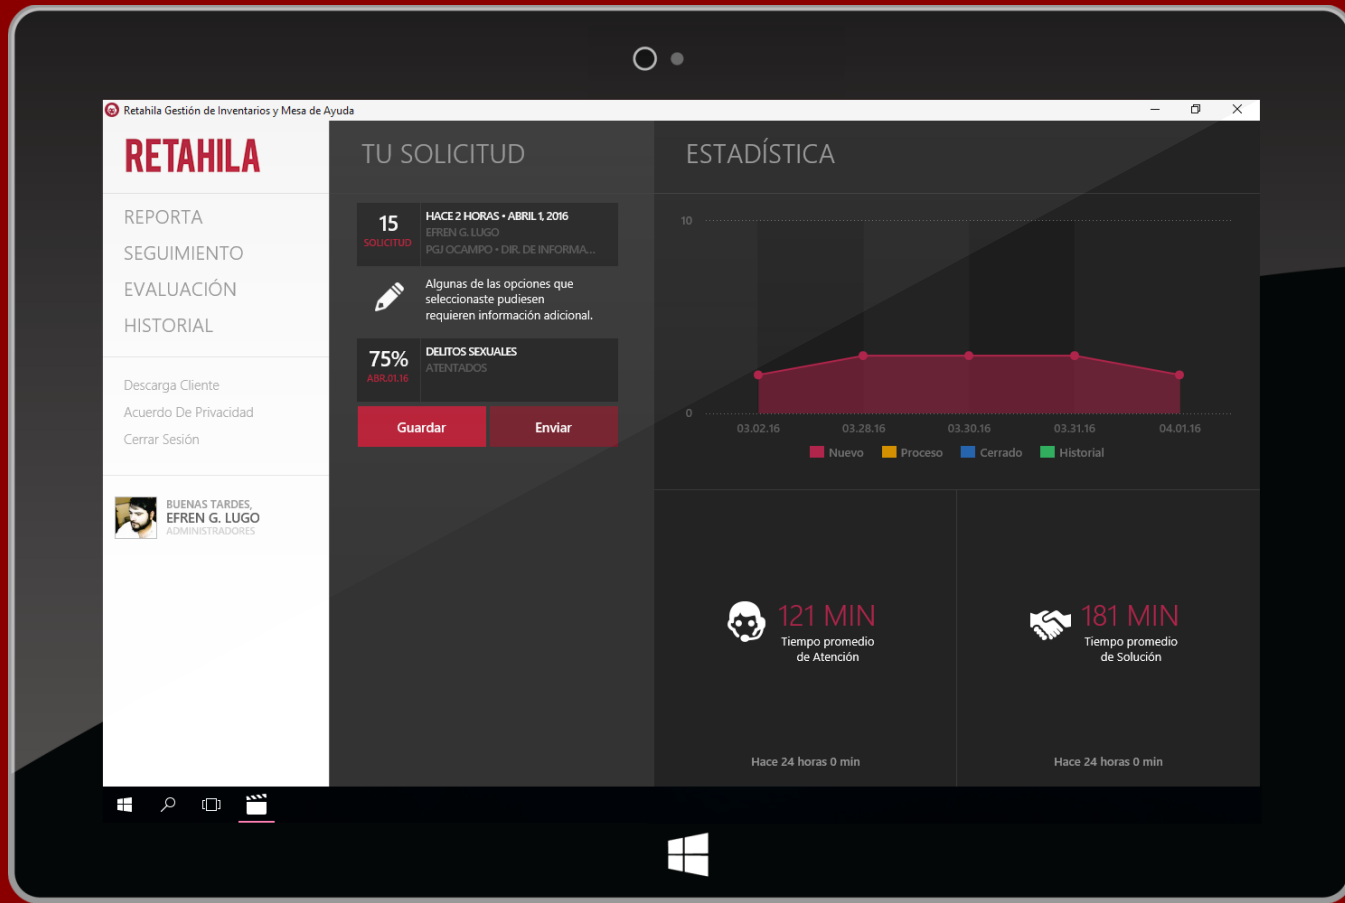 Retahila Gestión de Inventarios y Mesa de Ayuda
RETAHILA
REPORTA
SEGUIMIENTO
EVALUACIÓN
HISTORIAL
Descarga Cliente
Acuerdo De Privacidad
Cerrar Sesión
BUENAS TARDES,
EFREN G. LUGO
ADMINISTRADORES
TU SOLICITUD
15
SOLICITUD
HACE 2 HORAS • ABRIL 1, 2016
EFREN G. LUGO
PGJ OCAMPO • DIR. DE INFORMA...
Algunas de las opciones que
seleccionaste pudiesen
requieren información adicional.
75%
ABR.01.16
DELITOS SEXUALES
ATENTADOS
Guardar
Enviar
ESTADÍSTICA
10
0
03.02.16 03.28.16 03.30.16 03.31.16 04.01.16
Nuevo Proceso Cerrado Historial
121 MIN
Tiempo promedio
de Atención
Hace 24 horas 0 min
181 MIN
Tiempo promedio
de Solución
Hace 24 horas 0 min